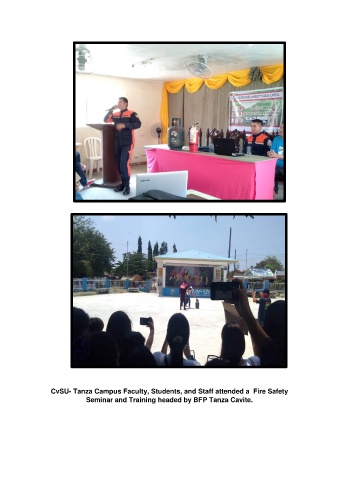 CvSU- Tanza Campus Faculty, Students, and Staff attended a Fire Safety
Seminar and Training headed by BFP Tanza Cavite.